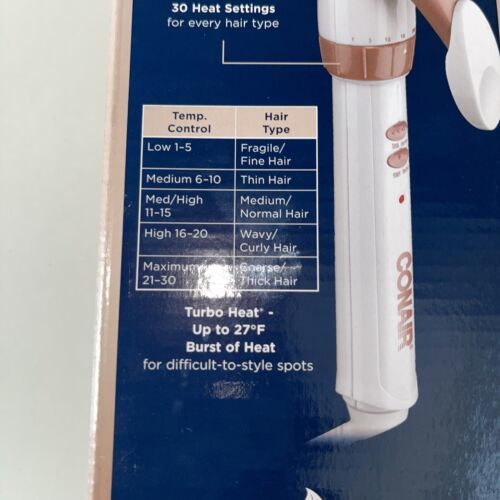 30 Heat Settings
for every hair type
Temp. Control
Hair Type
Low 1-5
Fragile/ Fine Hair
Medium 6-10
Thin Hair
Med/High 11-15
Medium/ Normal Hair
High 16-20
Wavy/ Curly Hair
Maximum 21-30
Coarse/ Thick Hair
Turbo Heat® -
Up to 27°F
Burst of Heat
for difficult-to-style spots
CONAIR